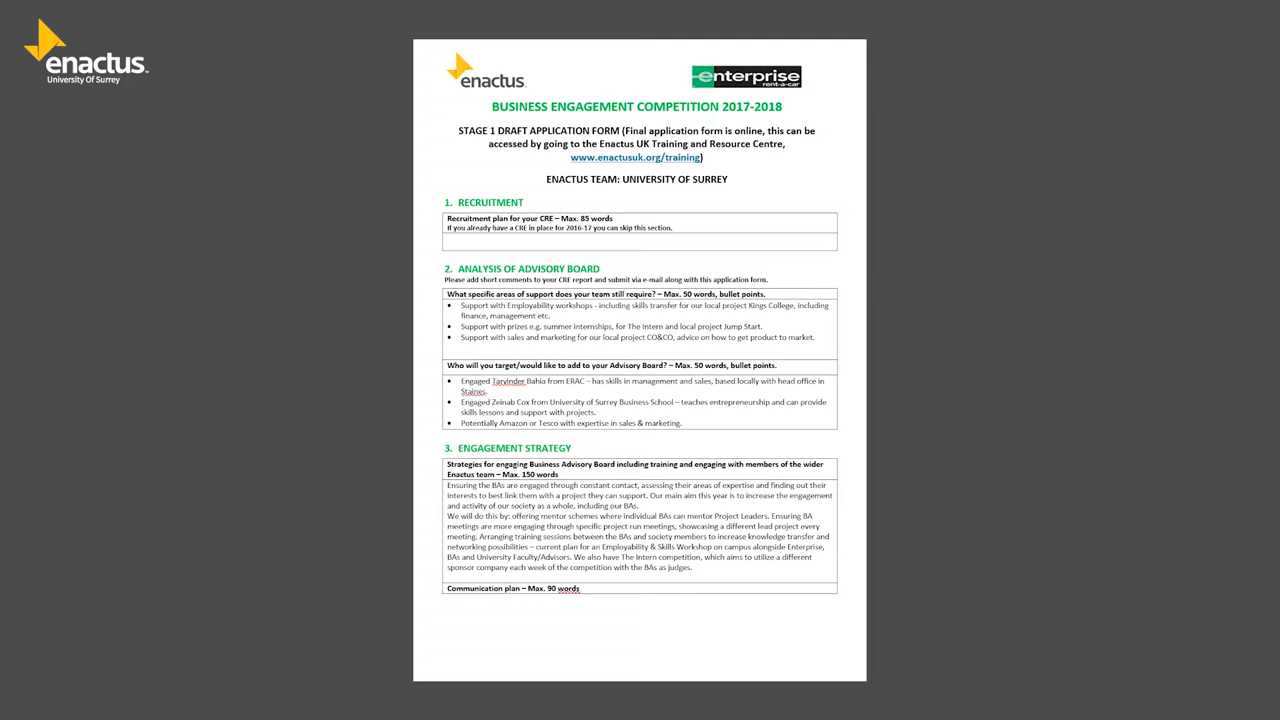 enactus.
University Of Surrey
enactus.
enterprise
rent-a-car
BUSINESS ENGAGEMENT COMPETITION 2017-2018
STAGE 1 DRAFT APPLICATION FORM (Final application form is online, this can be
accessed by going to the Enactus UK Training and Resource Centre,
www.enactusuk.org/training)
ENACTUS TEAM: UNIVERSITY OF SURREY
1. RECRUITMENT
Recruitment plan for your CRE – Max. 85 words
If you already have a CRE in place for 2016-17 you can skip this section.
2. ANALYSIS OF ADVISORY BOARD
Please add short comments to your CRE report and submit via e-mail along with this application form.
What specific areas of support does your team still require? – Max. 50 words, bullet points.
• Support with Employability workshops - including skills transfer for our local project Kings College, including
finance, management etc.
• Support with prizes e.g. summer internships, for The Intern and local project Jump Start.
• Support with sales and marketing for our local project CO&CO, advice on how to get product to market.
Who will you target/would like to add to your Advisory Board? – Max. 50 words, bullet points.
• Engaged Taryinder Bahia from ERAC – has skills in management and sales, based locally with head office in
Staines.
• Engaged Zeinab Cox from University of Surrey Business School – teaches entrepreneurship and can provide
skills lessons and support with projects.
• Potentially Amazon or Tesco with expertise in sales & marketing.
3. ENGAGEMENT STRATEGY
Strategies for engaging Business Advisory Board including training and engaging with members of the wider
Enactus team – Max. 150 words
Ensuring the BAs are engaged through constant contact, assessing their areas of expertise and finding out their
interests to best link them with a project they can support. Our main aim this year is to increase the engagement
and activity of our society as a whole, including our BAs.
We will do this by: offering mentor schemes where individual BAs can mentor Project Leaders. Ensuring BA
meetings are more engaging through specific project run meetings, showcasing a different lead project every
meeting. Arranging training sessions between the BAs and society members to increase knowledge transfer and
networking possibilities – current plan for an Employability & Skills Workshop on campus alongside Enterprise,
BAs and University Faculty/Advisors. We also have The Intern competition, which aims to utilize a different
sponsor company each week of the competition with the BAs as judges.
Communication plan – Max. 90 words